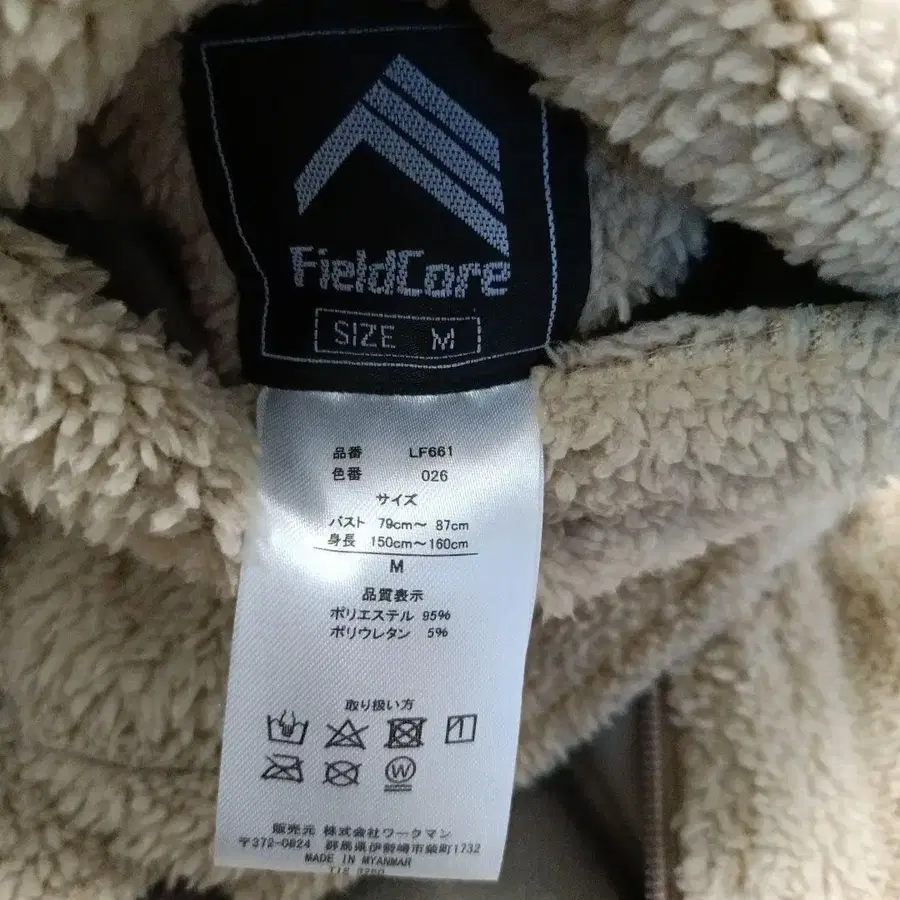 FieldCore
SIZE M
品番 LF661
色番 026
サイズ
バスト 79cm～ 87cm
身長 150cm～160cm
M
品質表示
ポリエステル 95%
ポリウレタン 5%
取り扱い方
W
販売元 株式会社ワークマン
〒372-0824 群馬県伊勢崎市柴町1732
MADE IN MYANMAR